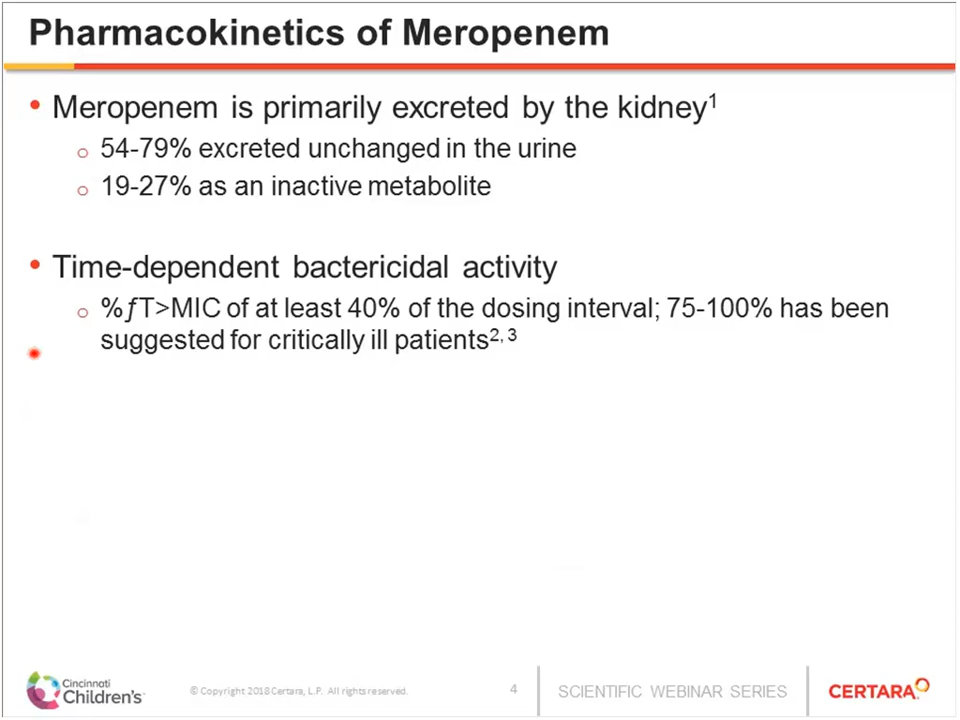 Pharmacokinetics of Meropenem
• Meropenem is primarily excreted by the kidney¹
o 54-79% excreted unchanged in the urine
o 19-27% as an inactive metabolite
• Time-dependent bactericidal activity
o %ƒT>MIC of at least 40% of the dosing interval; 75-100% has been
suggested for critically ill patients²,³
Cincinnati
Children's
© Copyright 2018 Certara, L.P. All rights reserved.
4
SCIENTIFIC WEBINAR SERIES
CERTARA